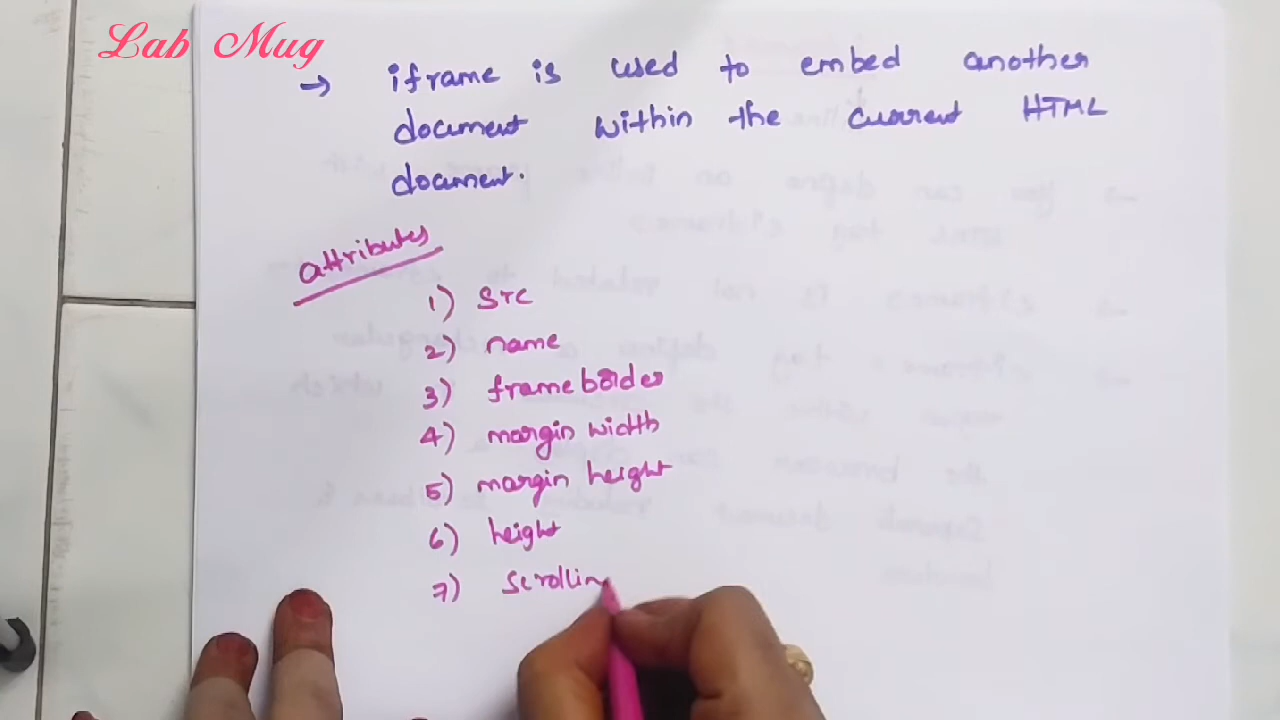 Lab Mug
→ iframe is used to embed another
document within the current HTML
document.
attributes
1) src
2) name
3) frameborder
4) margin width
5) margin height
6) height
7) scrollin